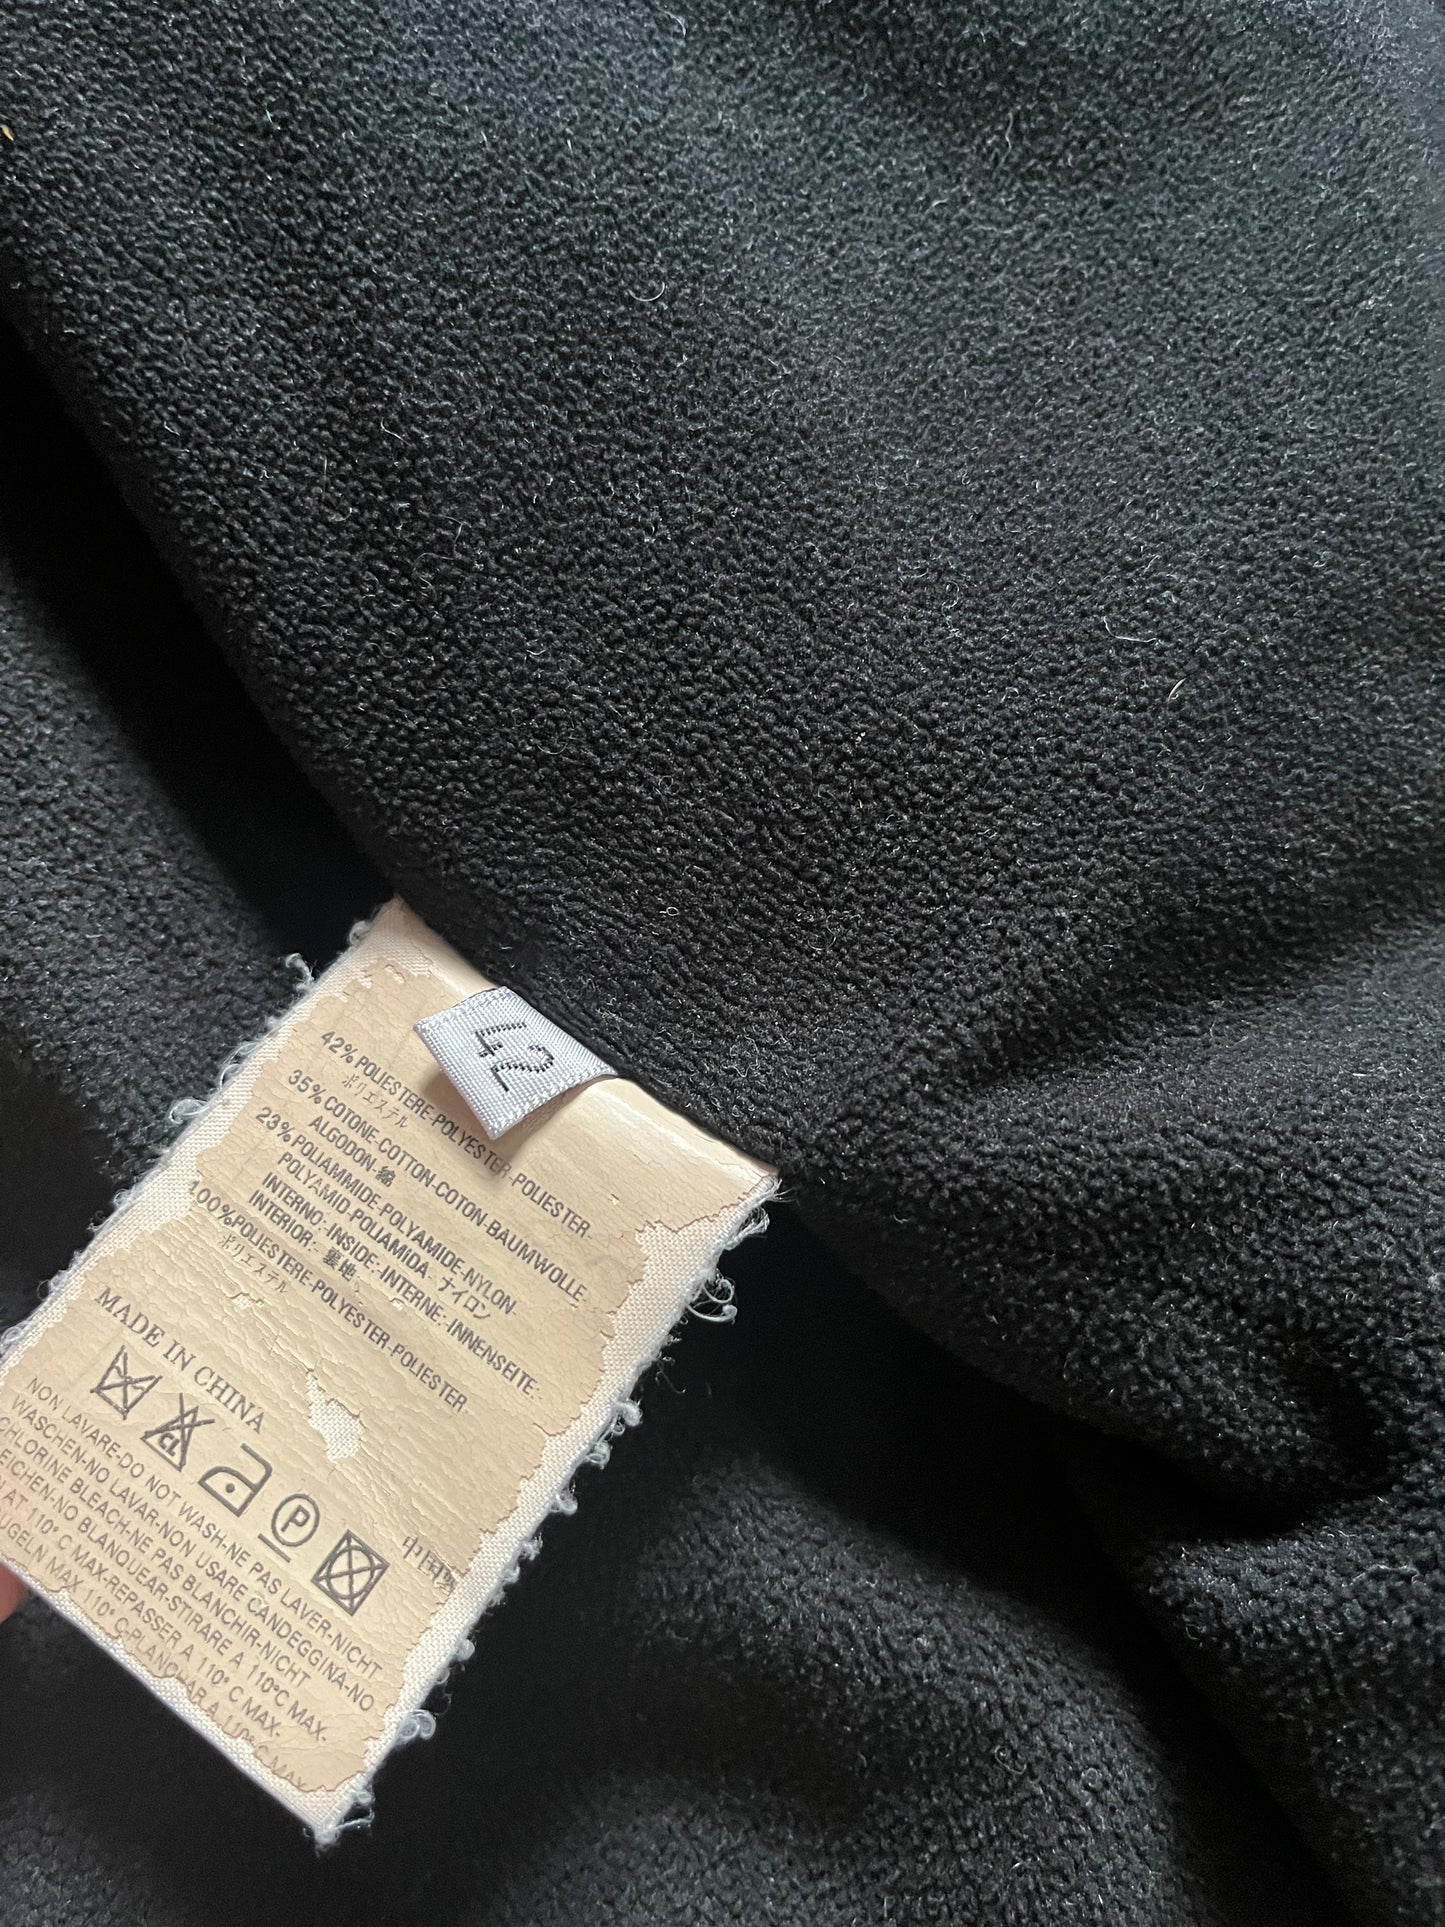 42
42% POLIESTERE-POLYESTER-POLIESTER-
ポリエステル
35% COTONE-COTTON-COTON-BAUMWOLLE
ALGODON-綿
23% POLIAMMIDE-POLYAMIDE-NYLON-
POLYAMID-POLIAMIDA- ナイロン
INTERNO:-INSIDE:-INTERNE:-INNENSEITE:-
INTERIOR:- 裏地
100%POLIESTERE-POLYESTER-POLIESTER
ポリエステル
MADE IN CHINA
CL
P
中国
NON LAVARE-DO NOT WASH-NE PAS LAVER-NICHT
WASCHEN-NO LAVAR-NON USARE CANDEGGINA-NO
CHLORINE BLEACH-NE PAS BLANCHIR-NICHT
EICHEN-NO BLANQUEAR-STIRARE A 110°C MAX-
AT 110°C MAX-REPASSER A 110°C MAX-
UGELN MAX 110°C-PLANCHAR A 110°C MAX